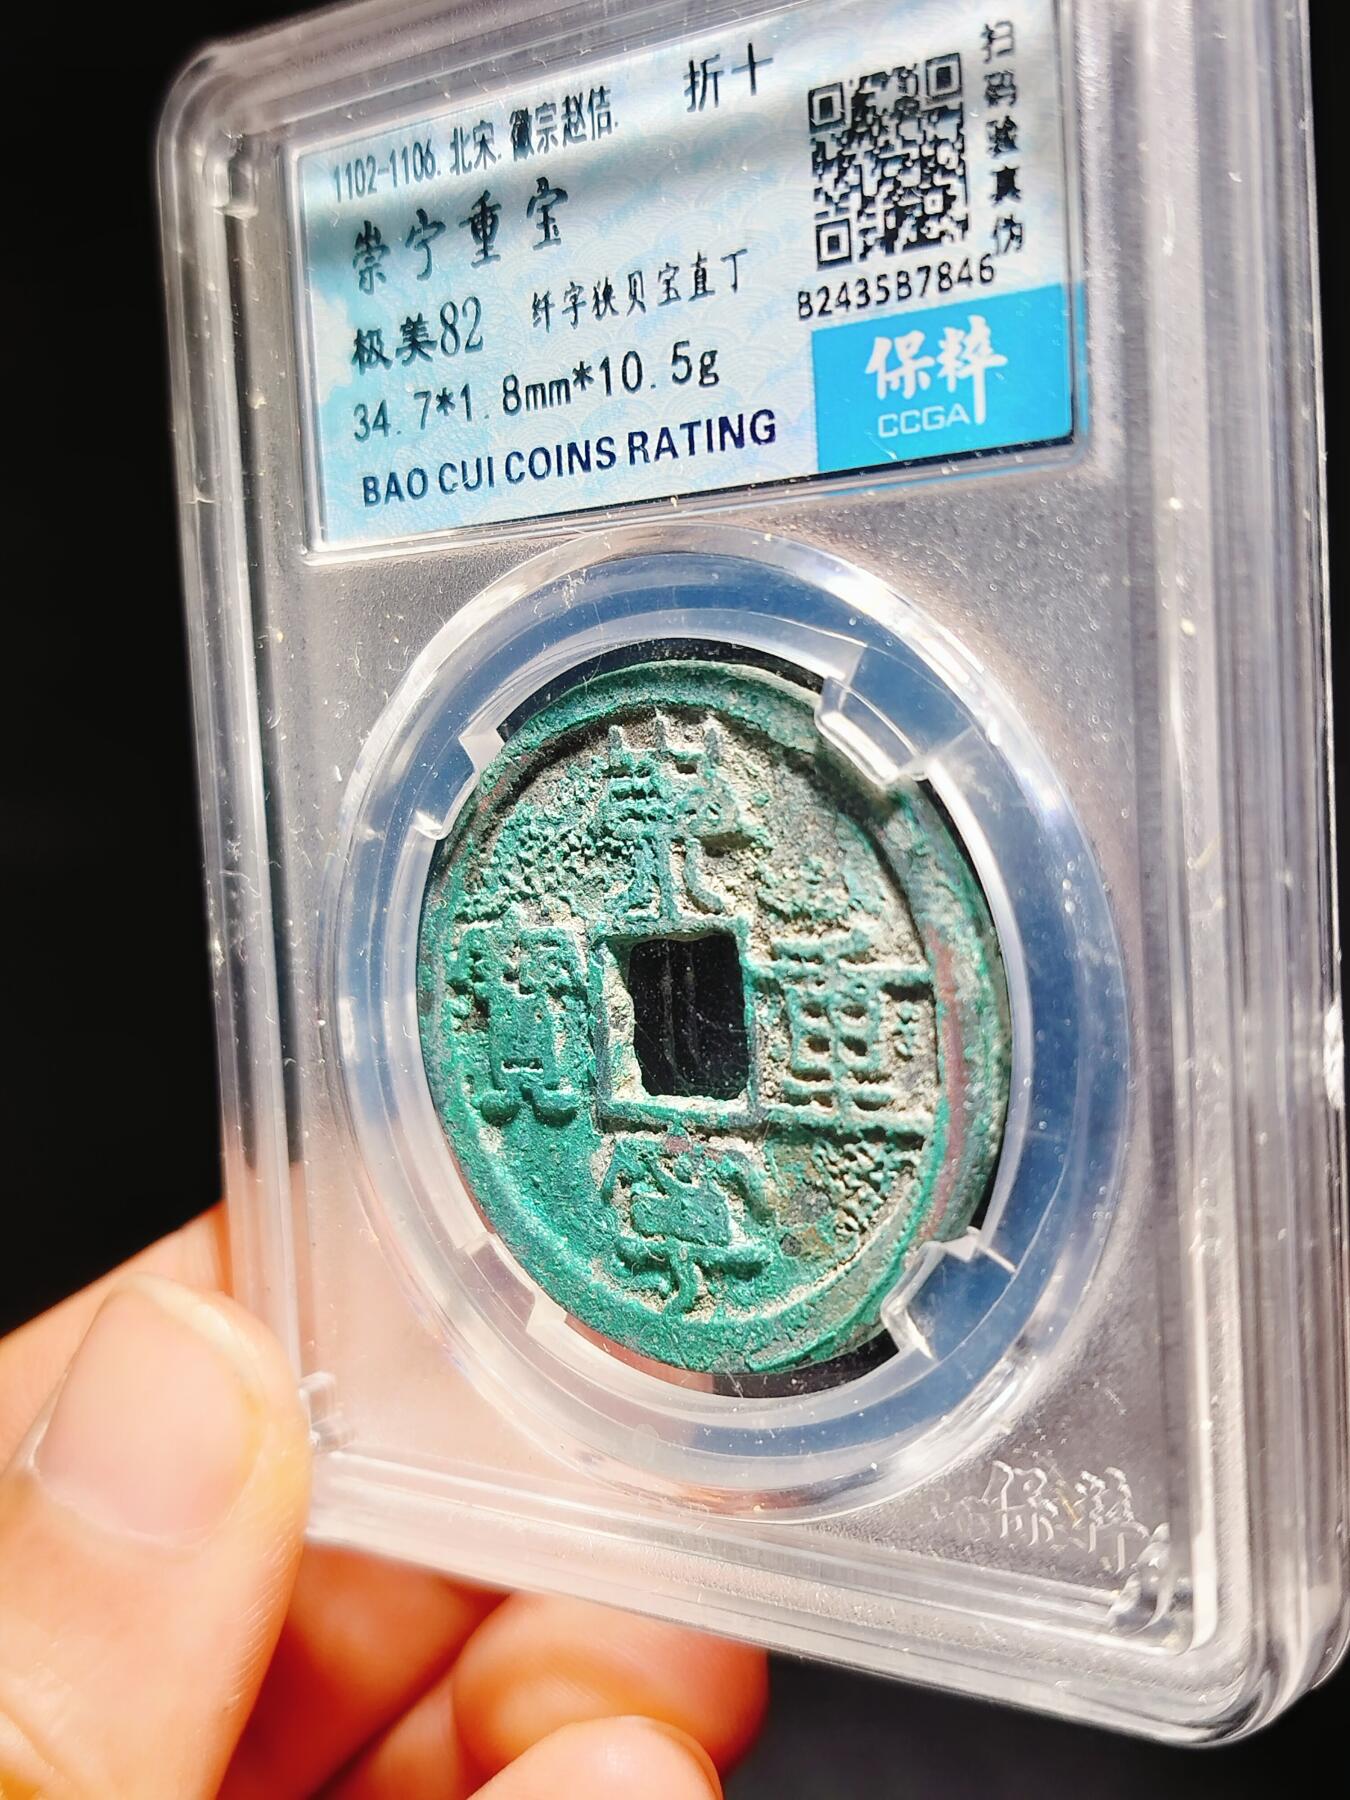 1102-1106. 北宋. 徽宗赵佶.
折十
崇宁重宝
极美82
纤字狭贝宝直丁
34.7*1.8mm*10.5g
BAO CUI COINS RATING
扫码验真伪
B2435B7846
保粹
CCGA
崇
重
寶
寧
保粹